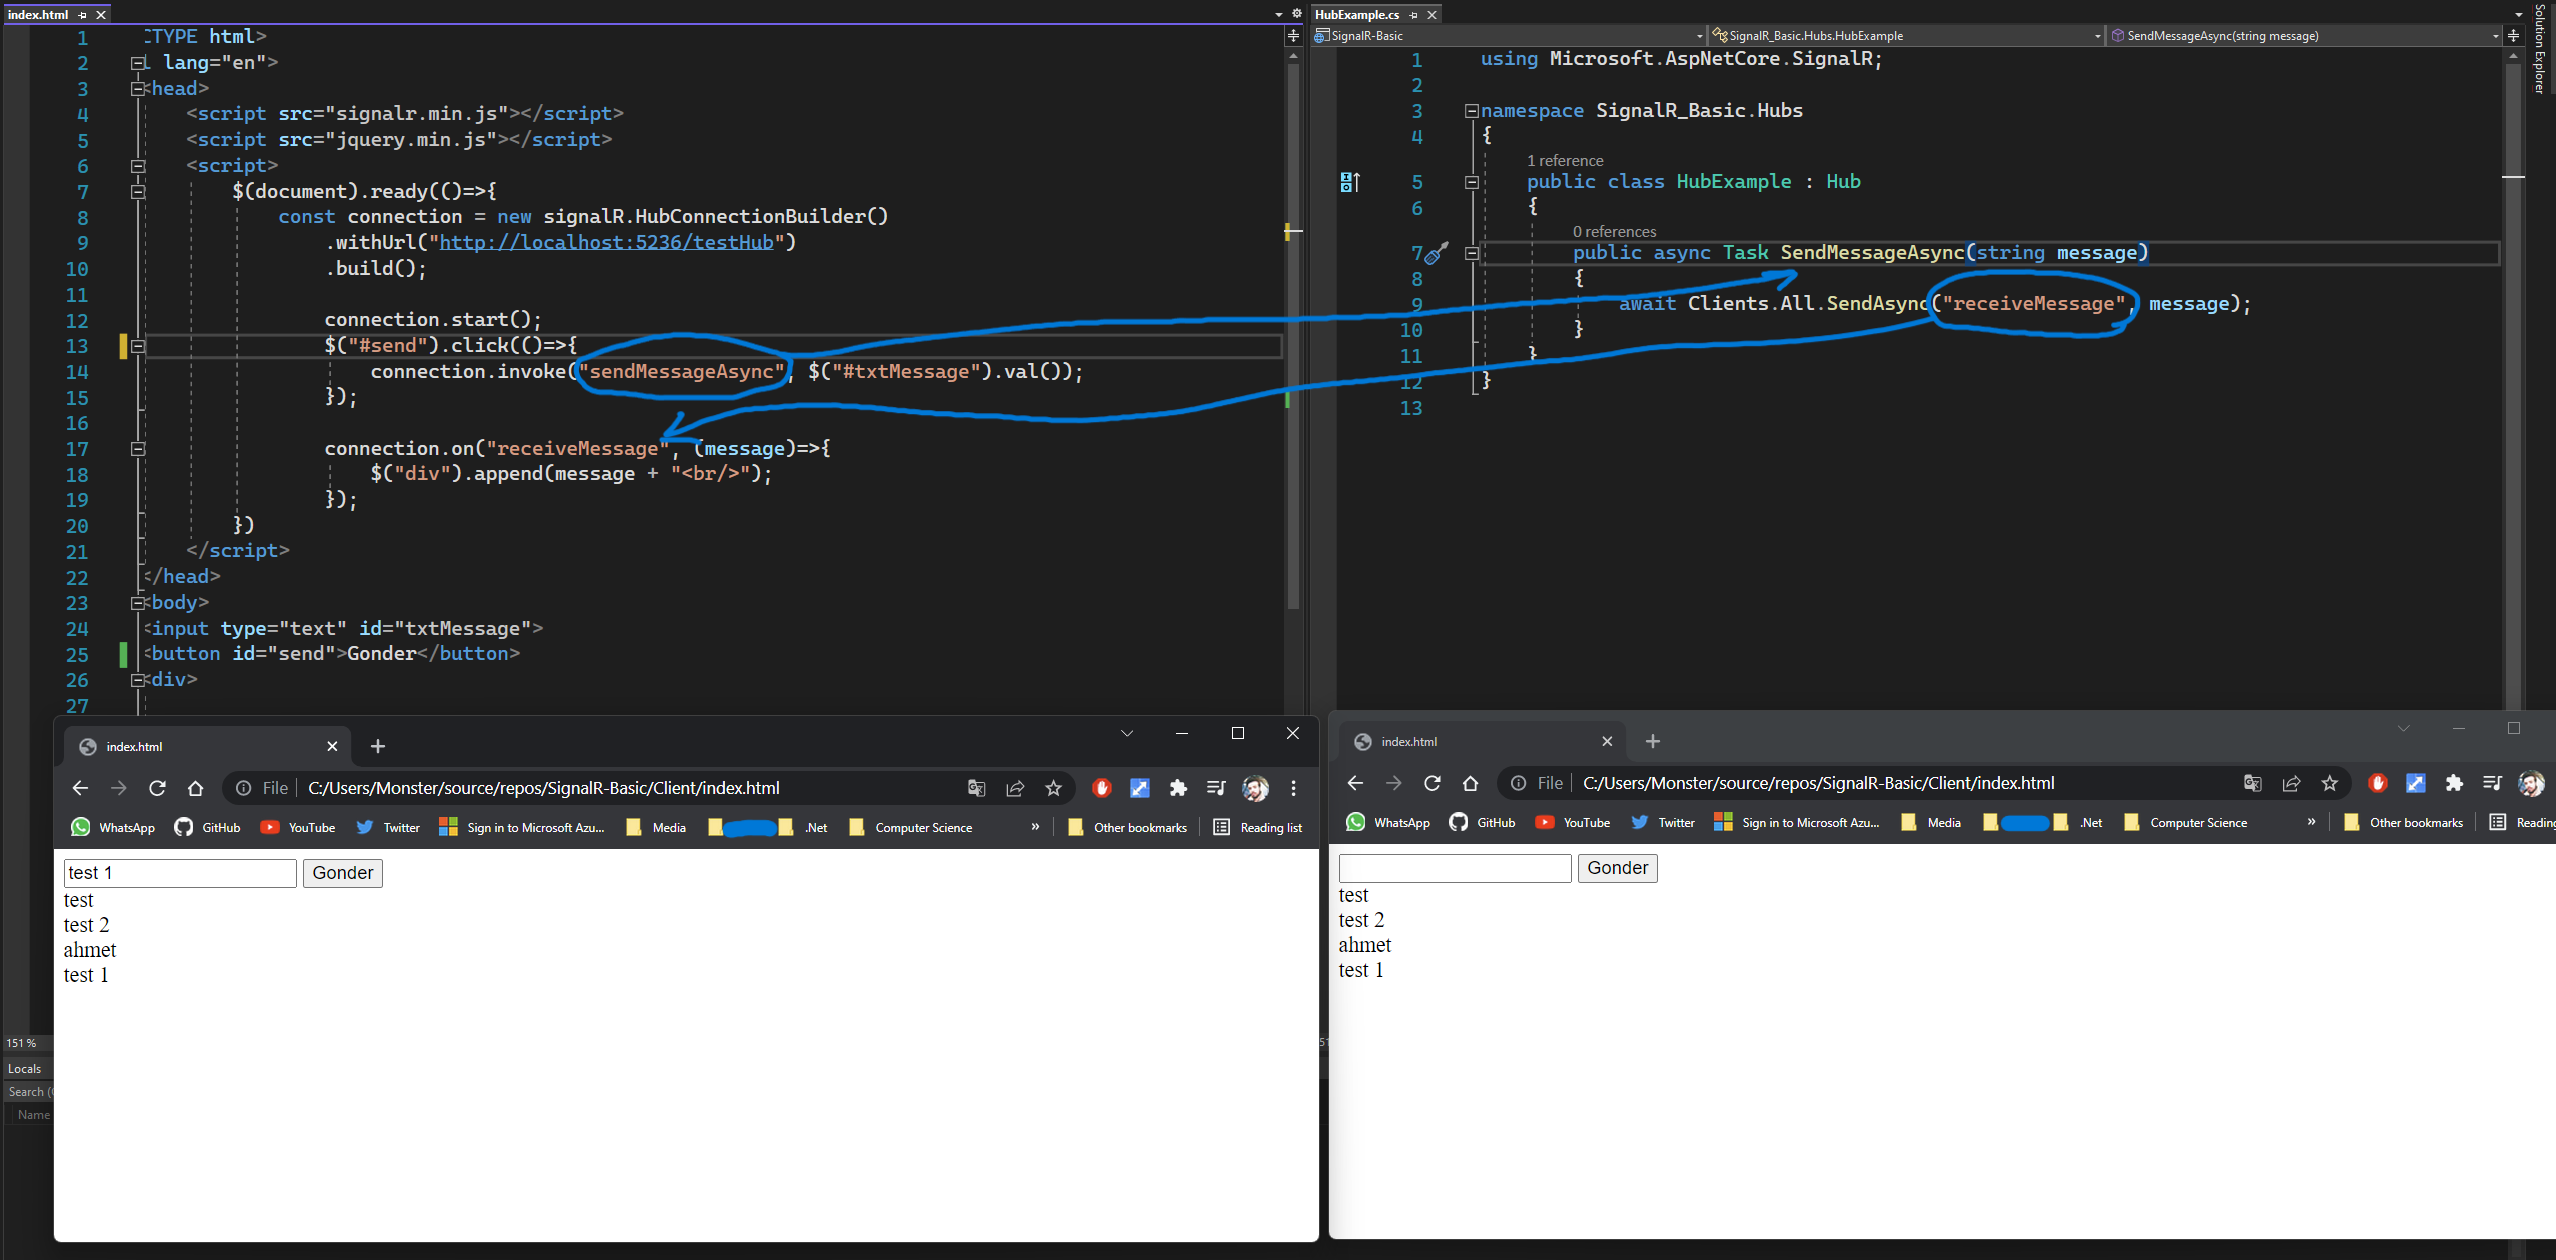 index.html
1 CTYPE html>
2 lang="en">
3 <head>
4 <script src="signalr.min.js"></script>
5 <script src="jquery.min.js"></script>
6 <script>
7 $(document).ready(()=>{
8 const connection = new signalR.HubConnectionBuilder()
9 .withUrl("http://localhost:5236/testHub")
10 .build();
11
12 connection.start();
13 $("#send").click(()=>{
14 connection.invoke("sendMessageAsync", $("#txtMessage").val());
15 });
16
17 connection.on("receiveMessage", (message)=>{
18 $("div").append(message + "<br/>");
19 });
20 })
21 </script>
22 </head>
23 <body>
24 <input type="text" id="txtMessage">
25 <button id="send">Gonder</button>
26 <div>
27
151 %
Locals
Search (
Name
HubExample.cs
SignalR-Basic SignalR_Basic.Hubs.HubExample SendMessageAsync(string message)
Solution Explorer
1 using Microsoft.AspNetCore.SignalR;
2
3 namespace SignalR_Basic.Hubs
4 {
1 reference
5 public class HubExample : Hub
6 {
0 references
7 public async Task SendMessageAsync(string message)
8 {
9 await Clients.All.SendAsync("receiveMessage", message);
10 }
11 }
12 }
13
index.html
File C:/Users/Monster/source/repos/SignalR-Basic/Client/index.html
WhatsApp GitHub YouTube Twitter Sign in to Microsoft Azu... Media .Net Computer Science » Other bookmarks Reading list
test 1 Gonder
test
test 2
ahmet
test 1
index.html
File C:/Users/Monster/source/repos/SignalR-Basic/Client/index.html
WhatsApp GitHub YouTube Twitter Sign in to Microsoft Azu... Media .Net Computer Science » Other bookmarks Reading
Gonder
test
test 2
ahmet
test 1